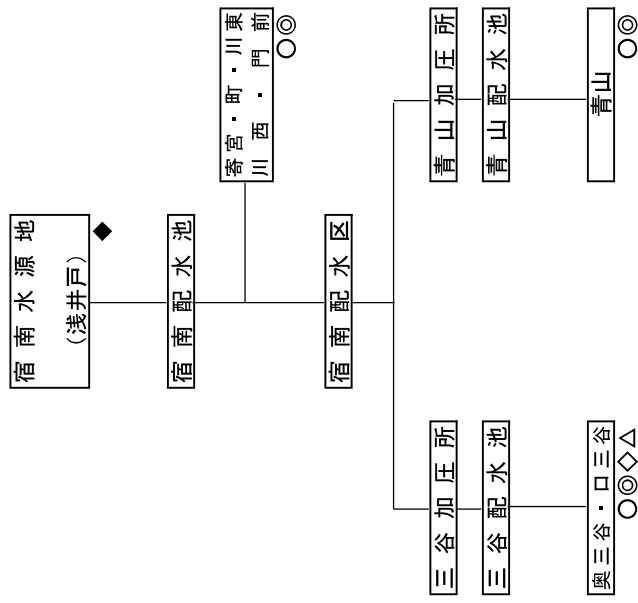 宿南水源地
（浅井戸）
◆
宿南配水池
寄宮・町・川東
川西・門前
○◎
宿南配水区
三谷加圧所
青山加圧所
三谷配水池
青山配水池
奥三谷・口三谷
○◎◇△
青山
○◎